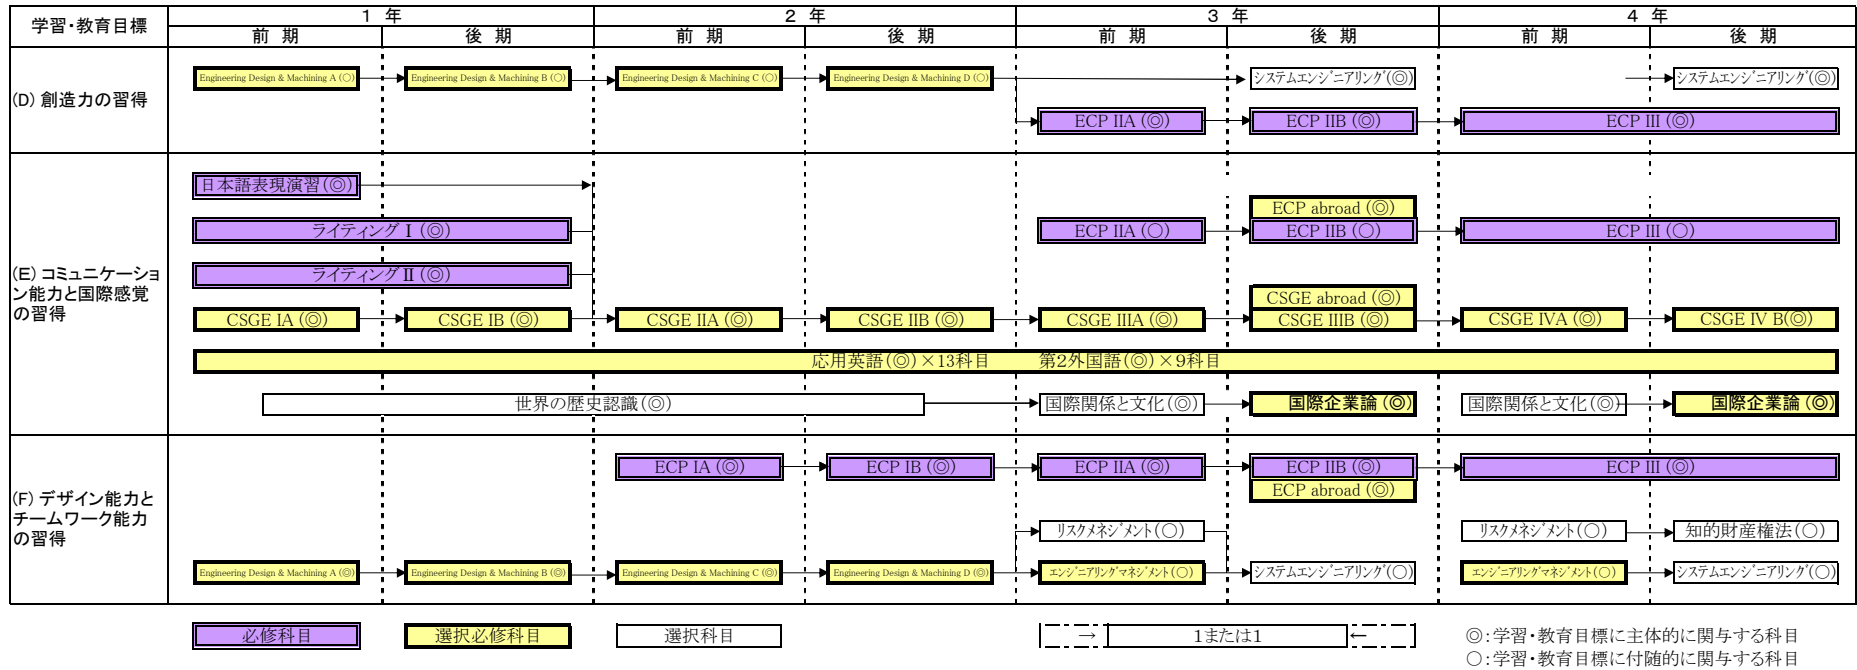 学習・教育目標
1 年
2 年
3 年
4 年
前 期
後 期
前 期
後 期
前 期
後 期
前 期
後 期
(D) 創造力の習得
Engineering Design & Machining A (○)
Engineering Design & Machining B (○)
Engineering Design & Machining C (○)
Engineering Design & Machining D (○)
システムエンジニアリング(◎)
システムエンジニアリング(◎)
ECP IIA (◎)
ECP IIB (◎)
ECP III (◎)
(E) コミュニケーショ
ン能力と国際感覚
の習得
日本語表現演習(◎)
ECP abroad (◎)
ライティング I (◎)
ECP IIA (○)
ECP IIB (○)
ECP III (○)
ライティング II (◎)
CSGE abroad (◎)
CSGE IA (◎)
CSGE IB (◎)
CSGE IIA (◎)
CSGE IIB (◎)
CSGE IIIA (◎)
CSGE IIIB (◎)
CSGE IVA (◎)
CSGE IV B(◎)
応用英語(◎)×13科目 第2外国語(◎)×9科目
世界の歴史認識(◎)
国際関係と文化(◎)
国際企業論(◎)
国際関係と文化(◎)
国際企業論(◎)
(F) デザイン能力と
チームワーク能力
の習得
ECP IA (◎)
ECP IB (◎)
ECP IIA (◎)
ECP IIB (◎)
ECP III (◎)
ECP abroad (◎)
リスクメネジメント(○)
リスクメネジメント(○)
知的財産権法(○)
Engineering Design & Machining A (◎)
Engineering Design & Machining B (◎)
Engineering Design & Machining C (◎)
Engineering Design & Machining D (◎)
エンジニアリングマネジメント(○)
システムエンジニアリング(○)
エンジニアリングマネジメント(○)
システムエンジニアリング(○)
必修科目
選択必修科目
選択科目
→ 1または1 ←
◎:学習・教育目標に主体的に関与する科目
○:学習・教育目標に付随的に関与する科目